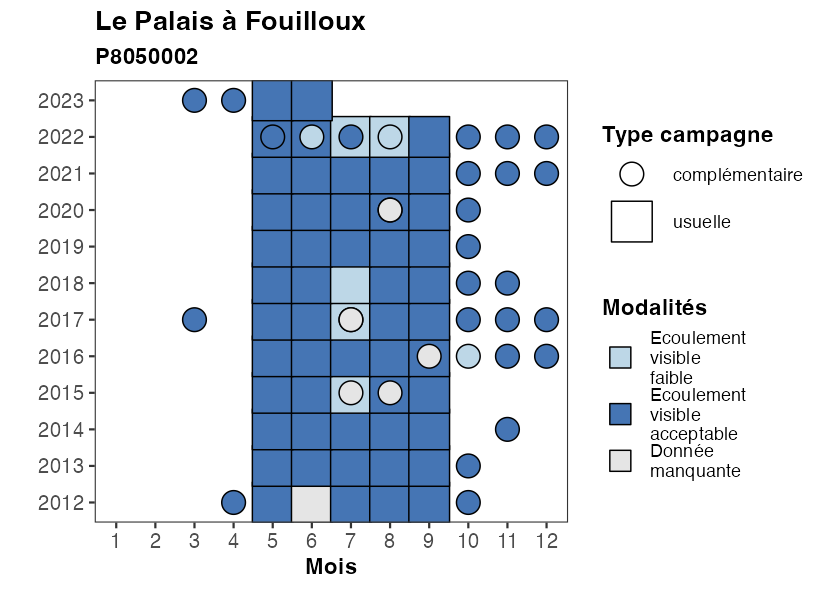 Le Palais à Fouilloux
P8050002
2023
2022
2021
2020
2019
2018
2017
2016
2015
2014
2013
2012
1 2 3 4 5 6 7 8 9 10 11 12
Mois
Type campagne
complémentaire
usuelle
Modalités
Ecoulement
visible
faible
Ecoulement
visible
acceptable
Donnée
manquante